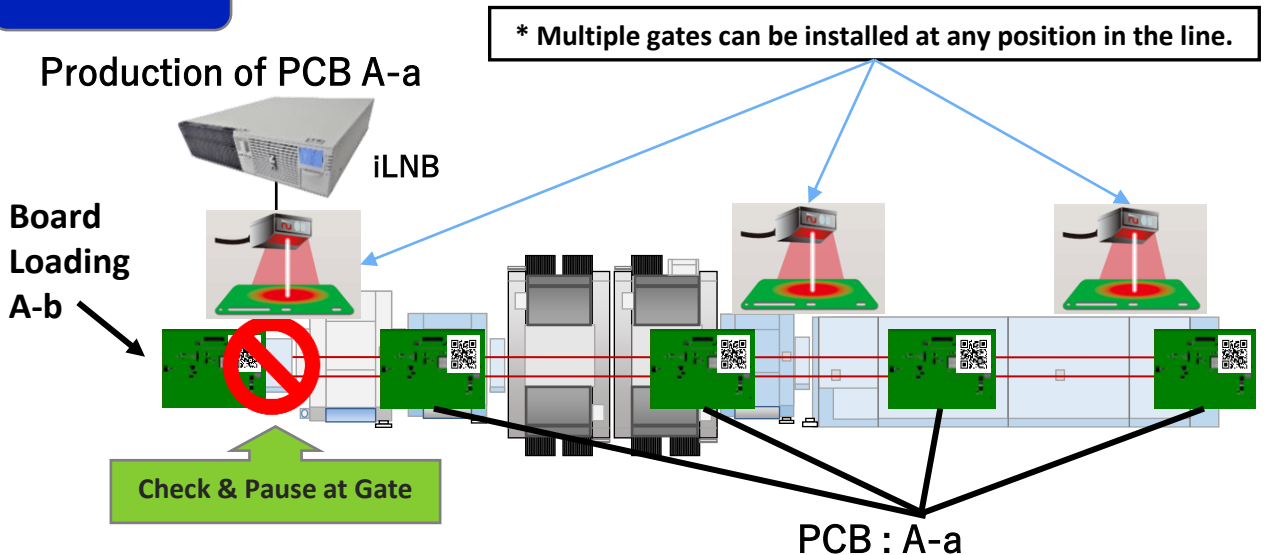 * Multiple gates can be installed at any position in the line.
Production of PCB A-a
iLNB
Board
Loading
A-b
Check & Pause at Gate
PCB : A-a